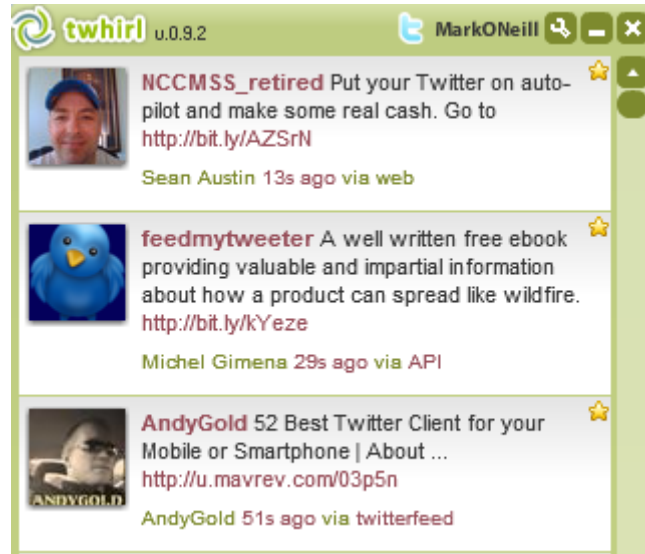 twhirl v.0.9.2
MarkONeill
NCCMSS_retired Put your Twitter on auto-
pilot and make some real cash. Go to
http://bit.ly/AZSrN
Sean Austin 13s ago via web
feedmytweeter A well written free ebook
providing valuable and impartial information
about how a product can spread like wildfire.
http://bit.ly/kYeze
Michel Gimena 29s ago via API
AndyGold 52 Best Twitter Client for your
Mobile or Smartphone | About ...
http://u.mavrev.com/03p5n
ANDYGOLD
AndyGold 51s ago via twitterfeed